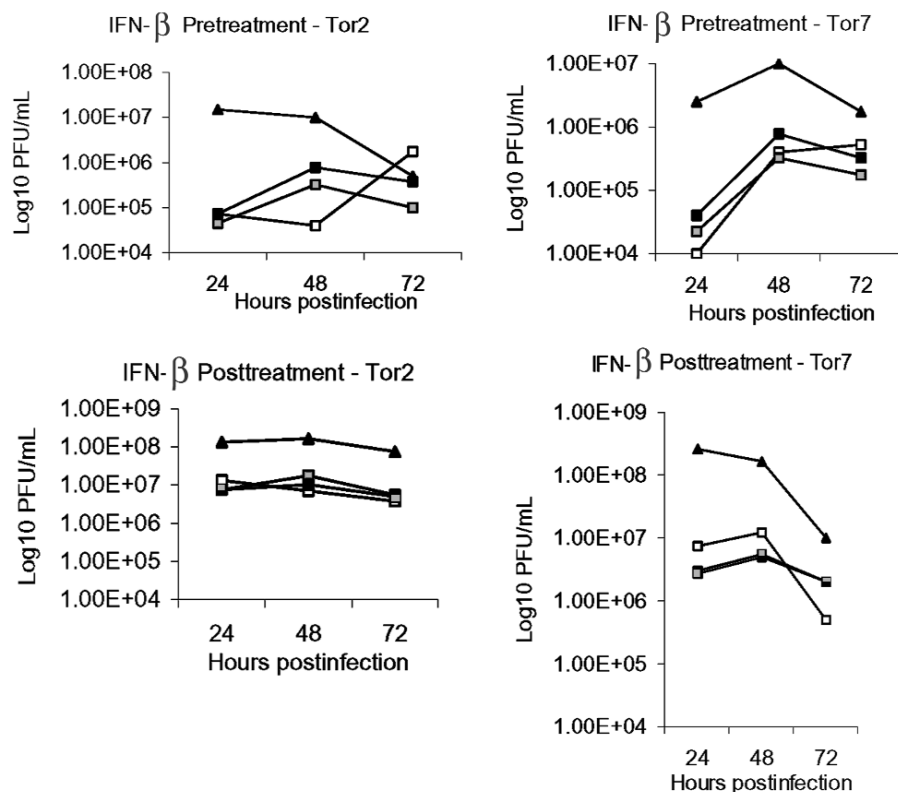 IFN-β Pretreatment - Tor2
Log10 PFU/mL
1.00E+08
1.00E+07
1.00E+06
1.00E+05
1.00E+04
24 48 72
Hours postinfection
IFN-β Pretreatment - Tor7
Log10 PFU/mL
1.00E+07
1.00E+06
1.00E+05
1.00E+04
24 48 72
Hours postinfection
IFN-β Posttreatment - Tor2
Log10 PFU/mL
1.00E+09
1.00E+08
1.00E+07
1.00E+06
1.00E+05
1.00E+04
24 48 72
Hours postinfection
IFN-β Posttreatment - Tor7
Log10 PFU/mL
1.00E+09
1.00E+08
1.00E+07
1.00E+06
1.00E+05
1.00E+04
24 48 72
Hours postinfection